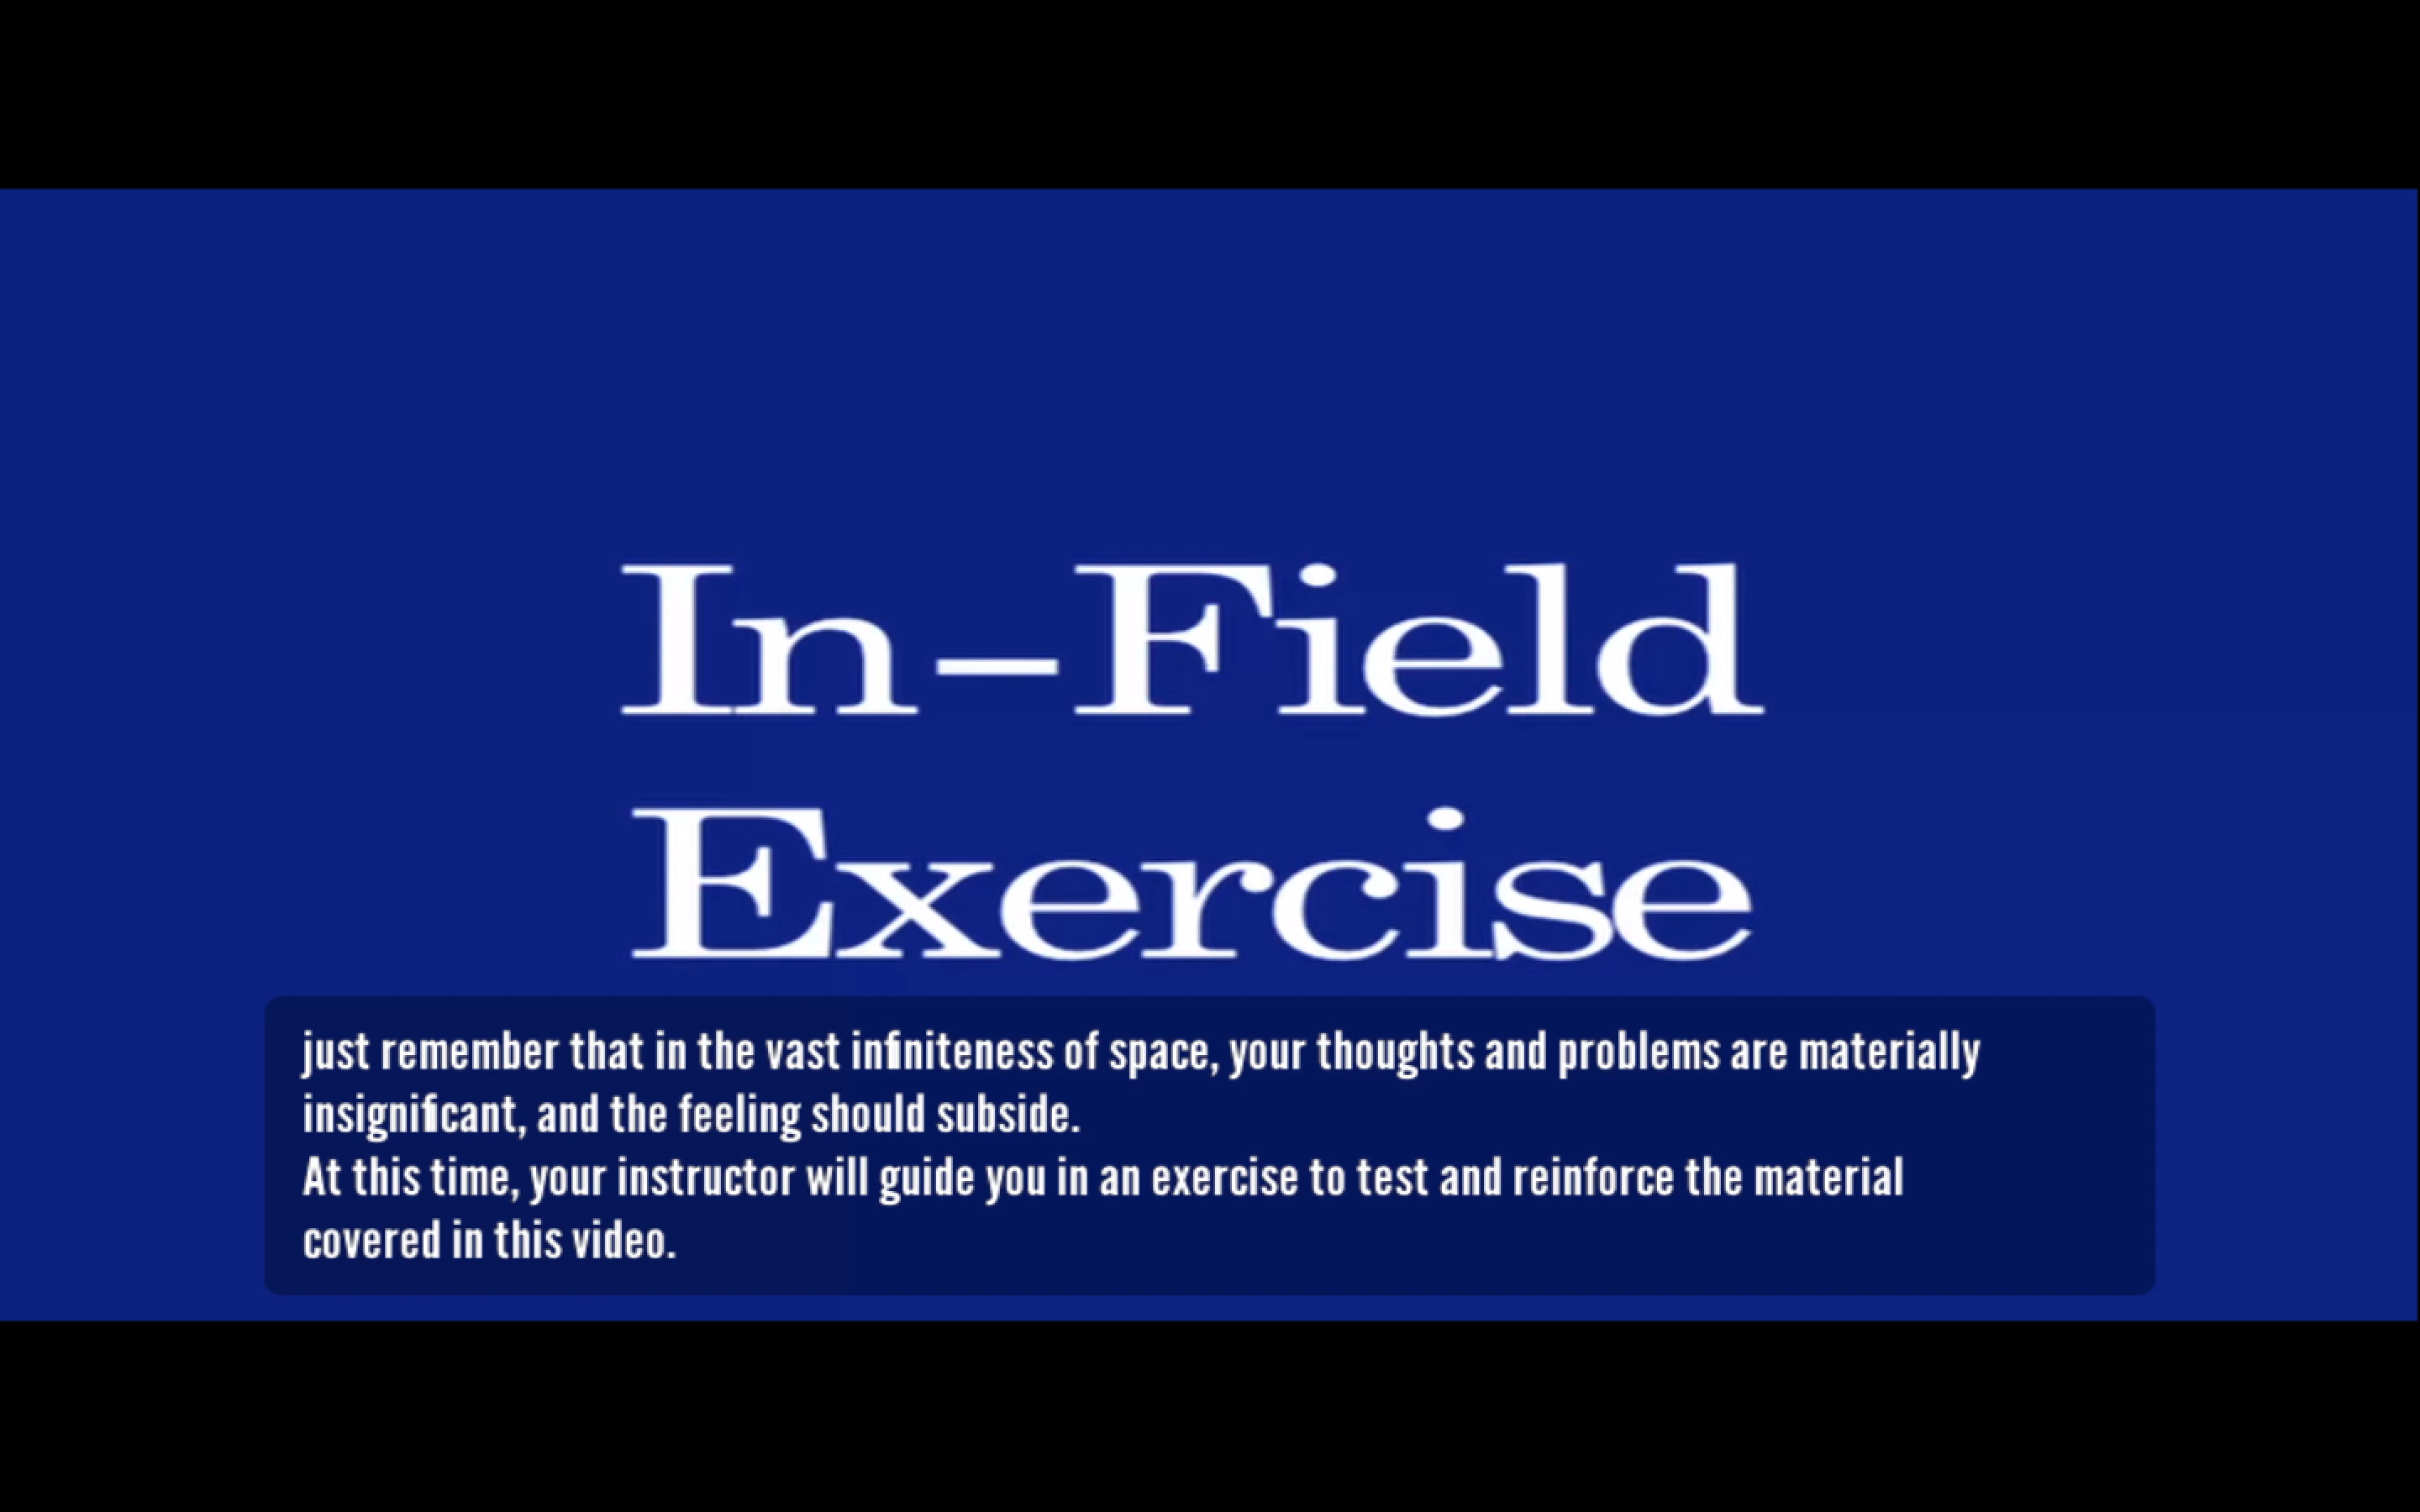 In-Field
Exercise
just remember that in the vast infiniteness of space, your thoughts and problems are materially
insignificant, and the feeling should subside.
At this time, your instructor will guide you in an exercise to test and reinforce the material
covered in this video.